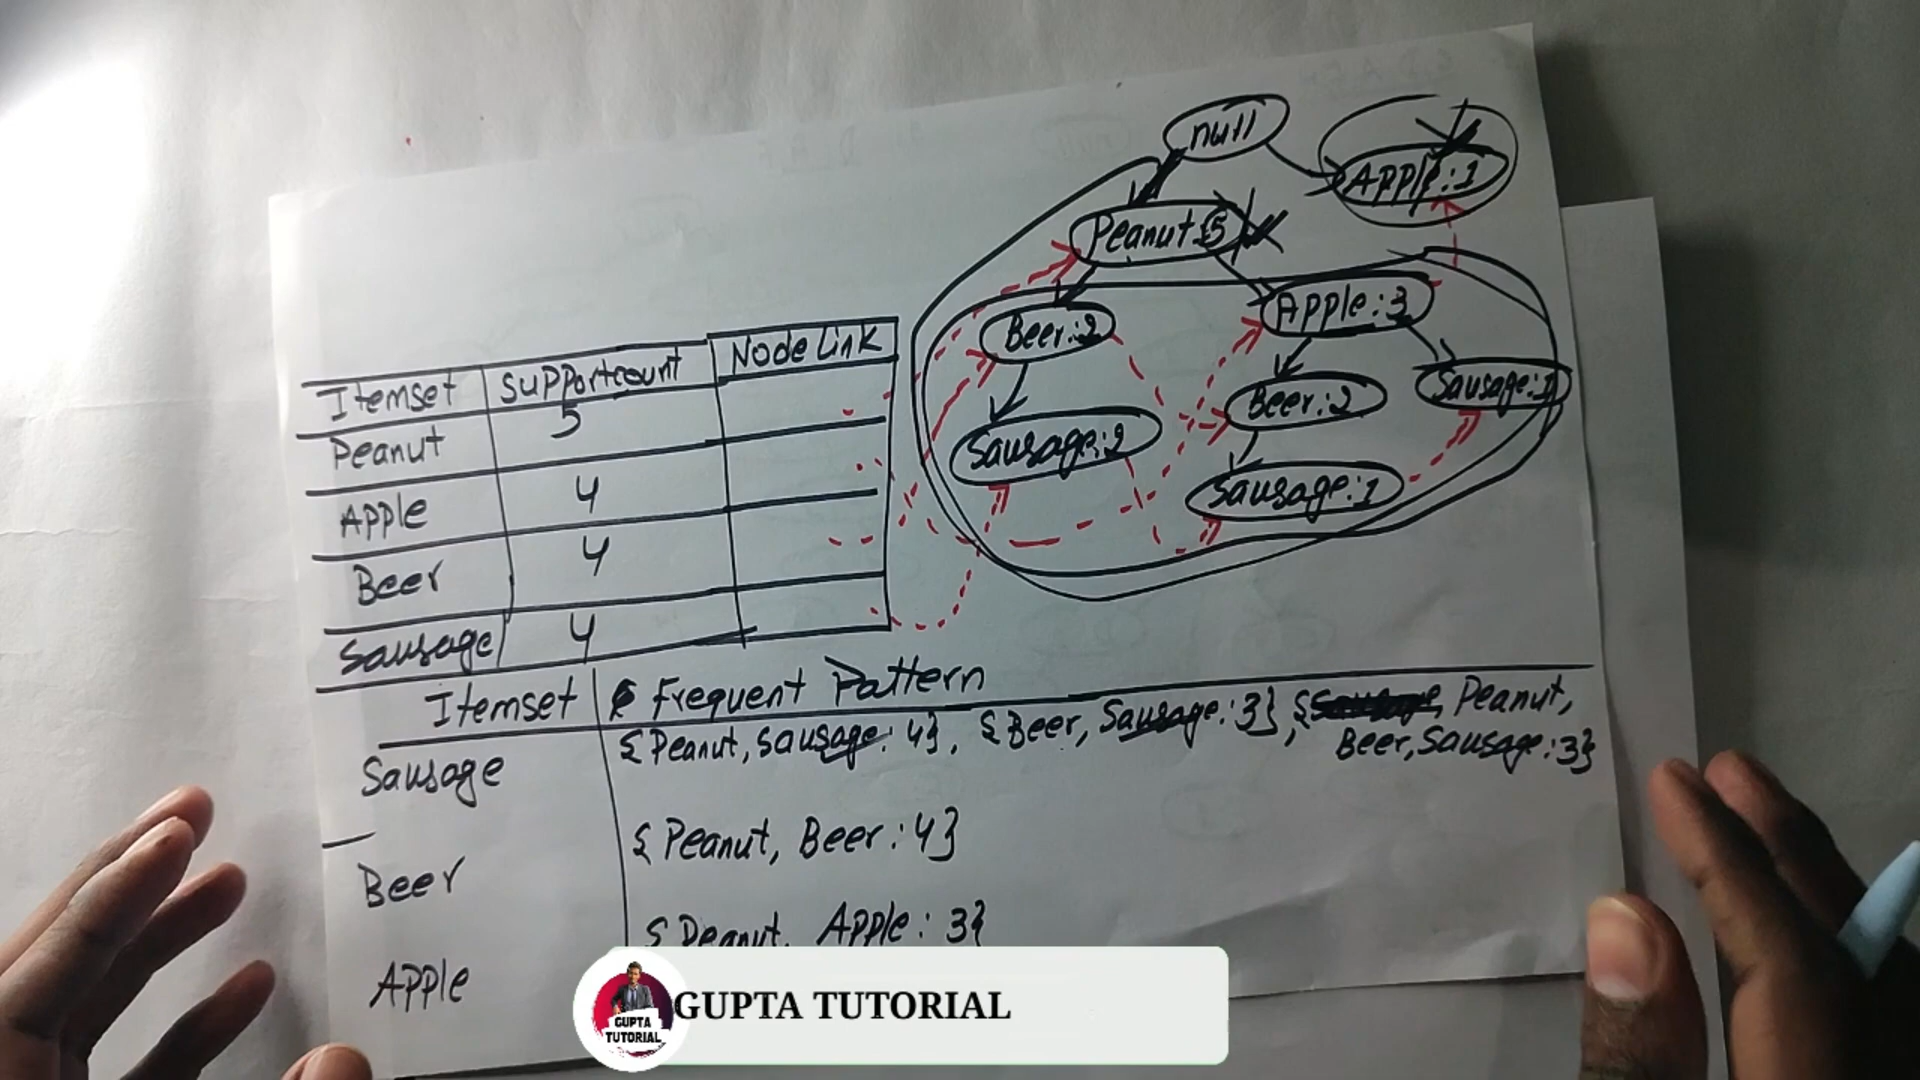 null
Apple:1
Peanut:5
Beer:2
Apple:3
Beer:2
Sausage:1
Sausage:2
Sausage:1
Itemset Supportcount Node Link
Peanut 5
Apple 4
Beer 4
Sausage 4
Itemset Frequent Pattern
Sausage {Peanut, Sausage: 4}, {Beer, Sausage: 3}, { Peanut,
Beer, Sausage: 3}
Beer {Peanut, Beer: 4}
Apple {Peanut, Apple: 3}
GUPTA TUTORIAL
GUPTA
TUTORIAL